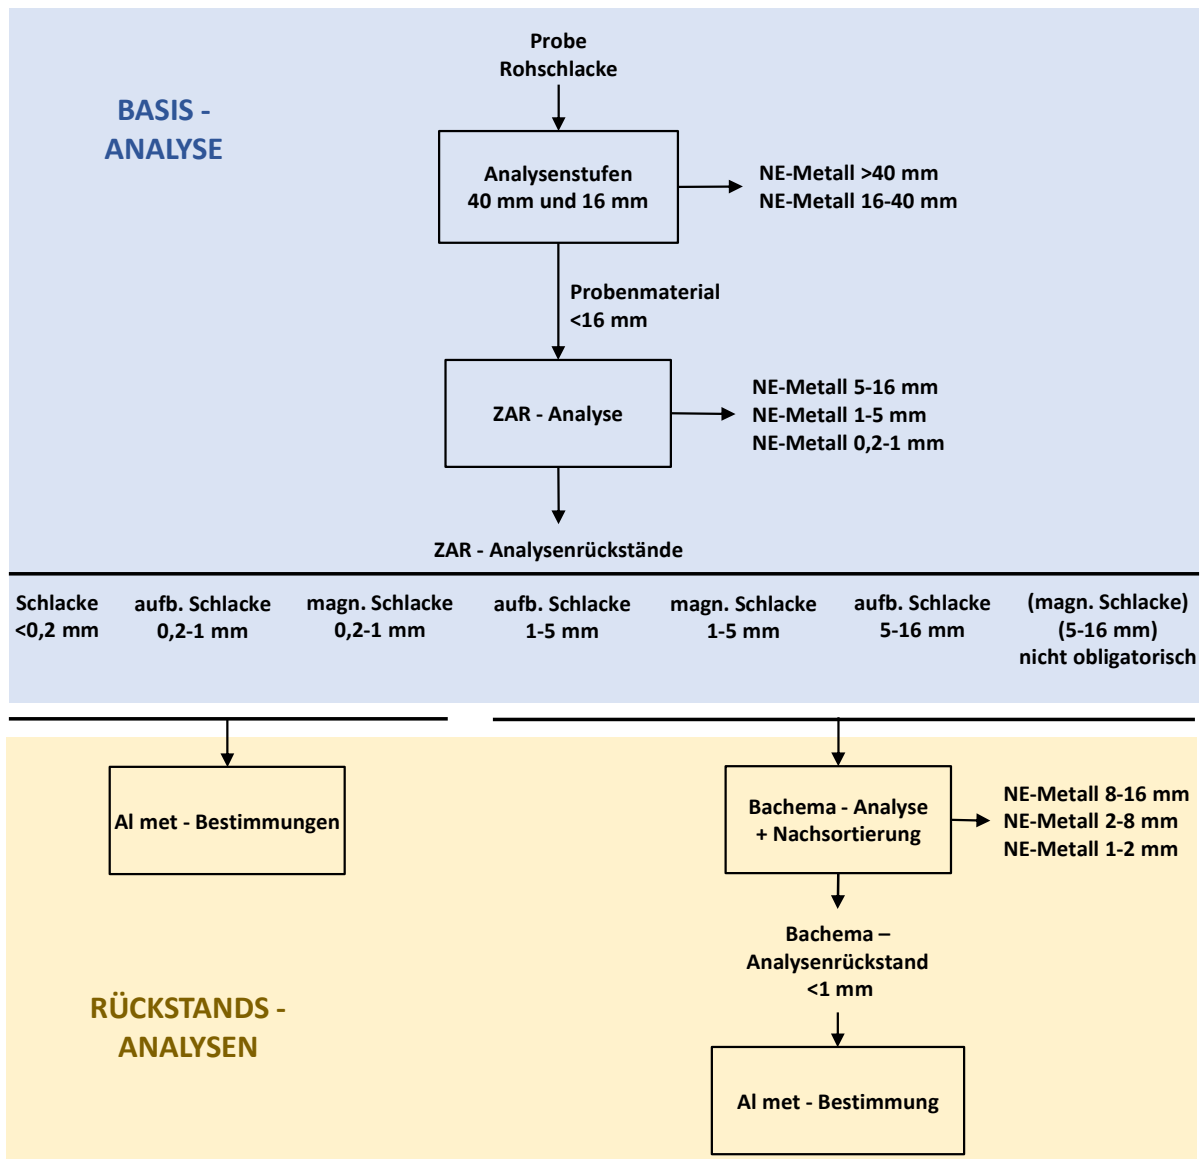 Probe
Rohschlacke
BASIS -
ANALYSE
Analysenstufen
40 mm und 16 mm
NE-Metall >40 mm
NE-Metall 16-40 mm
Probenmaterial
<16 mm
ZAR - Analyse
NE-Metall 5-16 mm
NE-Metall 1-5 mm
NE-Metall 0,2-1 mm
ZAR - Analysenrückstände
Schlacke
<0,2 mm
aufb. Schlacke
0,2-1 mm
magn. Schlacke
0,2-1 mm
aufb. Schlacke
1-5 mm
magn. Schlacke
1-5 mm
aufb. Schlacke
5-16 mm
(magn. Schlacke)
(5-16 mm)
nicht obligatorisch
Al met - Bestimmungen
Bachema - Analyse
+ Nachsortierung
NE-Metall 8-16 mm
NE-Metall 2-8 mm
NE-Metall 1-2 mm
Bachema –
Analysenrückstand
<1 mm
RÜCKSTANDS -
ANALYSEN
Al met - Bestimmung